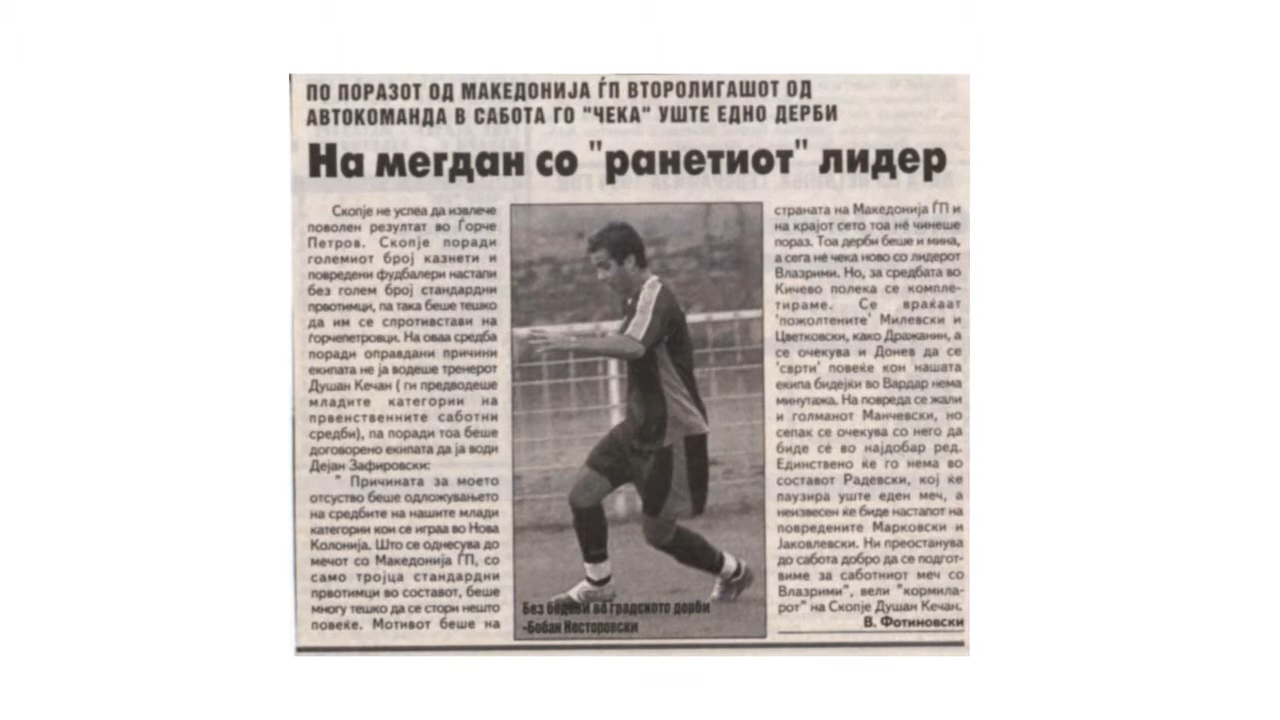 ПО ПОРАЗОТ ОД МАКЕДОНИЈА ЃП ВТОРОЛИГАШОТ ОД
АВТОКОМАНДА В САБОТА ГО "ЧЕКА" УШТЕ ЕДНО ДЕРБИ
На мегдан со "ранетиот" лидер
Скопје не успеа да извлече
поволен резултат во Ѓорче
Петров. Скопје поради
големиот број казнети и
повредени фудбалери настапи
без голем број стандардни
првотимци, па така беше тешко
да им се спротивстави на
ѓорчепетровци. На оваа средба
поради оправдани причини
екипата не ја водеше тренерот
Душан Кечан ( ги предводеше
младите категории на
првенственните саботни
средби), па поради тоа беше
договорено екипата да ја води
Дејан Зафировски:
" Причината за моето
отсуство беше одложувањето
на средбите на нашите млади
категории кои се играа во Нова
Колонија. Што се однесува до
мечот со Македонија ЃП, со
само тројца стандардни
првотимци во составот, беше
многу тешко да се стори нешто
повеќе. Мотивот беше на
Без бодови во градското дерби
-Бобан Несторовски
страната на Македонија ЃП и
на крајот сето тоа нè чинеше
пораз. Тоа дерби беше и мина,
а сега нè чека ново со лидерот
Влазрими. Но, за средбата во
Кичево полека се компле-
тираме. Се враќаат
'пожолтените' Милевски и
Цветковски, како Дражанин, а
се очекува и Донев да се
'сврти' повеќе кон нашата
екипа бидејки во Вардар нема
минутажа. На повреда се жали
и голманот Манчевски, но
сепак се очекува со него да
биде сè во најдобар ред.
Единствено ќе го нема во
составот Радевски, кој ќе
паузира уште еден меч, а
неизвесен ќе биде настапот на
повредените Марковски и
Јаковлевски. Ни преостанува
до сабота добро да се подгот-
виме за саботниот меч со
Влазрими", вели "кормила-
рот" на Скопје Душан Кечан.
В. Фотиновски